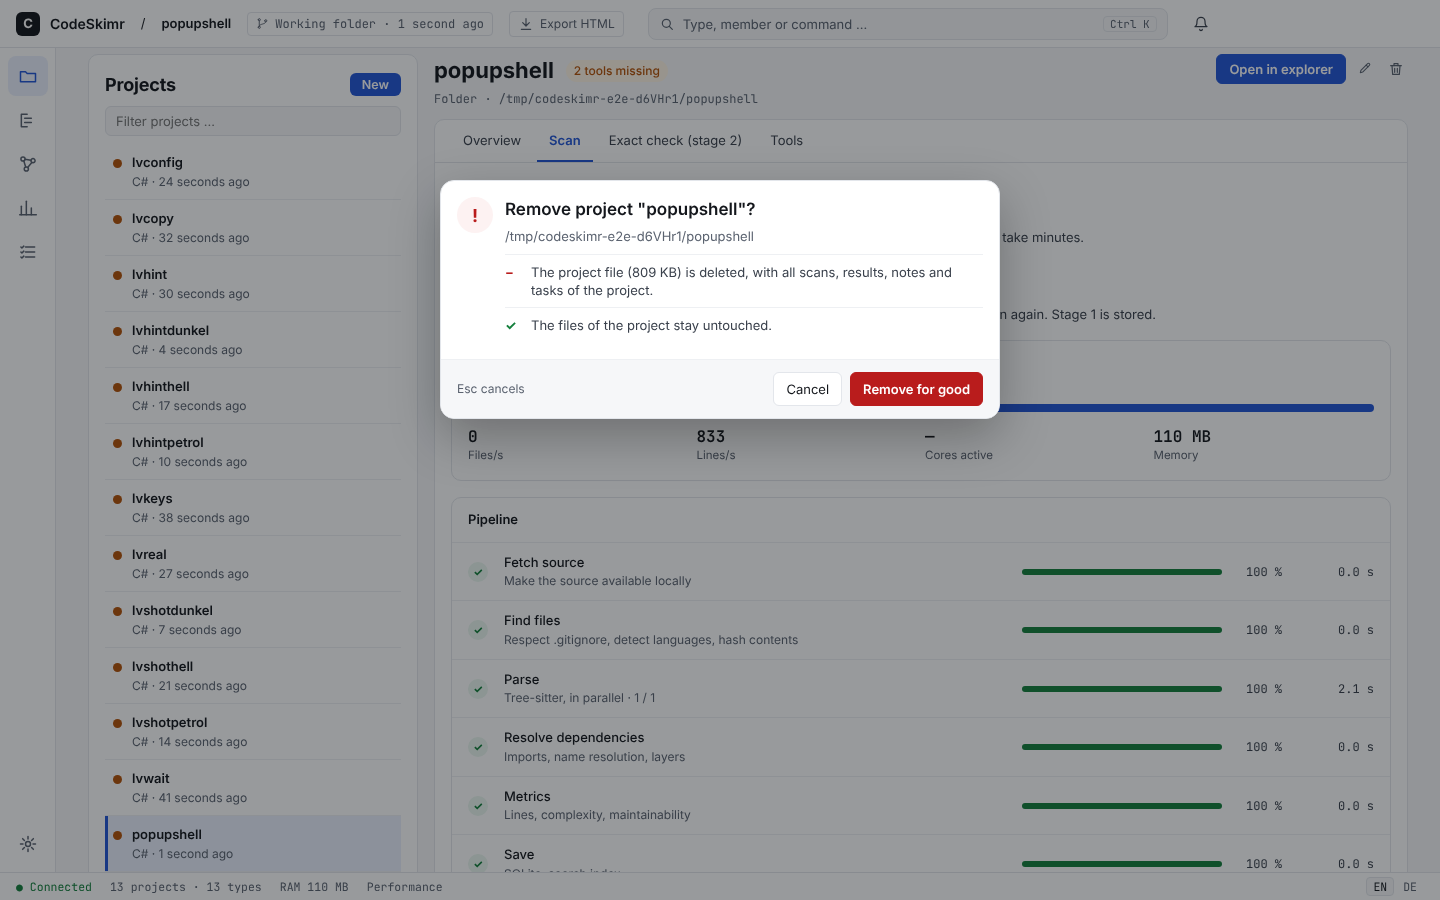 C CodeSkimr / popupshell Working folder · 1 second ago Export HTML Type, member or command ... Ctrl K
Projects
New
Filter projects ...
lvconfig
C# · 24 seconds ago
lvcopy
C# · 32 seconds ago
lvhint
C# · 30 seconds ago
lvhintdunkel
C# · 4 seconds ago
lvhinthell
C# · 17 seconds ago
lvhintpetrol
C# · 10 seconds ago
lvkeys
C# · 38 seconds ago
lvreal
C# · 27 seconds ago
lvshotdunkel
C# · 7 seconds ago
lvshothell
C# · 21 seconds ago
lvshotpetrol
C# · 14 seconds ago
lvwait
C# · 41 seconds ago
popupshell
C# · 1 second ago
popupshell 2 tools missing
Open in explorer
Folder · /tmp/codeskimr-e2e-d6VHr1/popupshell
Overview Scan Exact check (stage 2) Tools
take minutes.
again. Stage 1 is stored.
Remove project "popupshell"?
/tmp/codeskimr-e2e-d6VHr1/popupshell
– The project file (809 KB) is deleted, with all scans, results, notes and
tasks of the project.
The files of the project stay untouched.
Esc cancels
Cancel
Remove for good
0 833 – 110 MB
Files/s Lines/s Cores active Memory
Pipeline
Fetch source
Make the source available locally
100 % 0.0 s
Find files
Respect .gitignore, detect languages, hash contents
100 % 0.0 s
Parse
Tree-sitter, in parallel · 1 / 1
100 % 2.1 s
Resolve dependencies
Imports, name resolution, layers
100 % 0.0 s
Metrics
Lines, complexity, maintainability
100 % 0.0 s
Save
100 % 0.0 s
Connected 13 projects · 13 types RAM 110 MB Performance EN DE